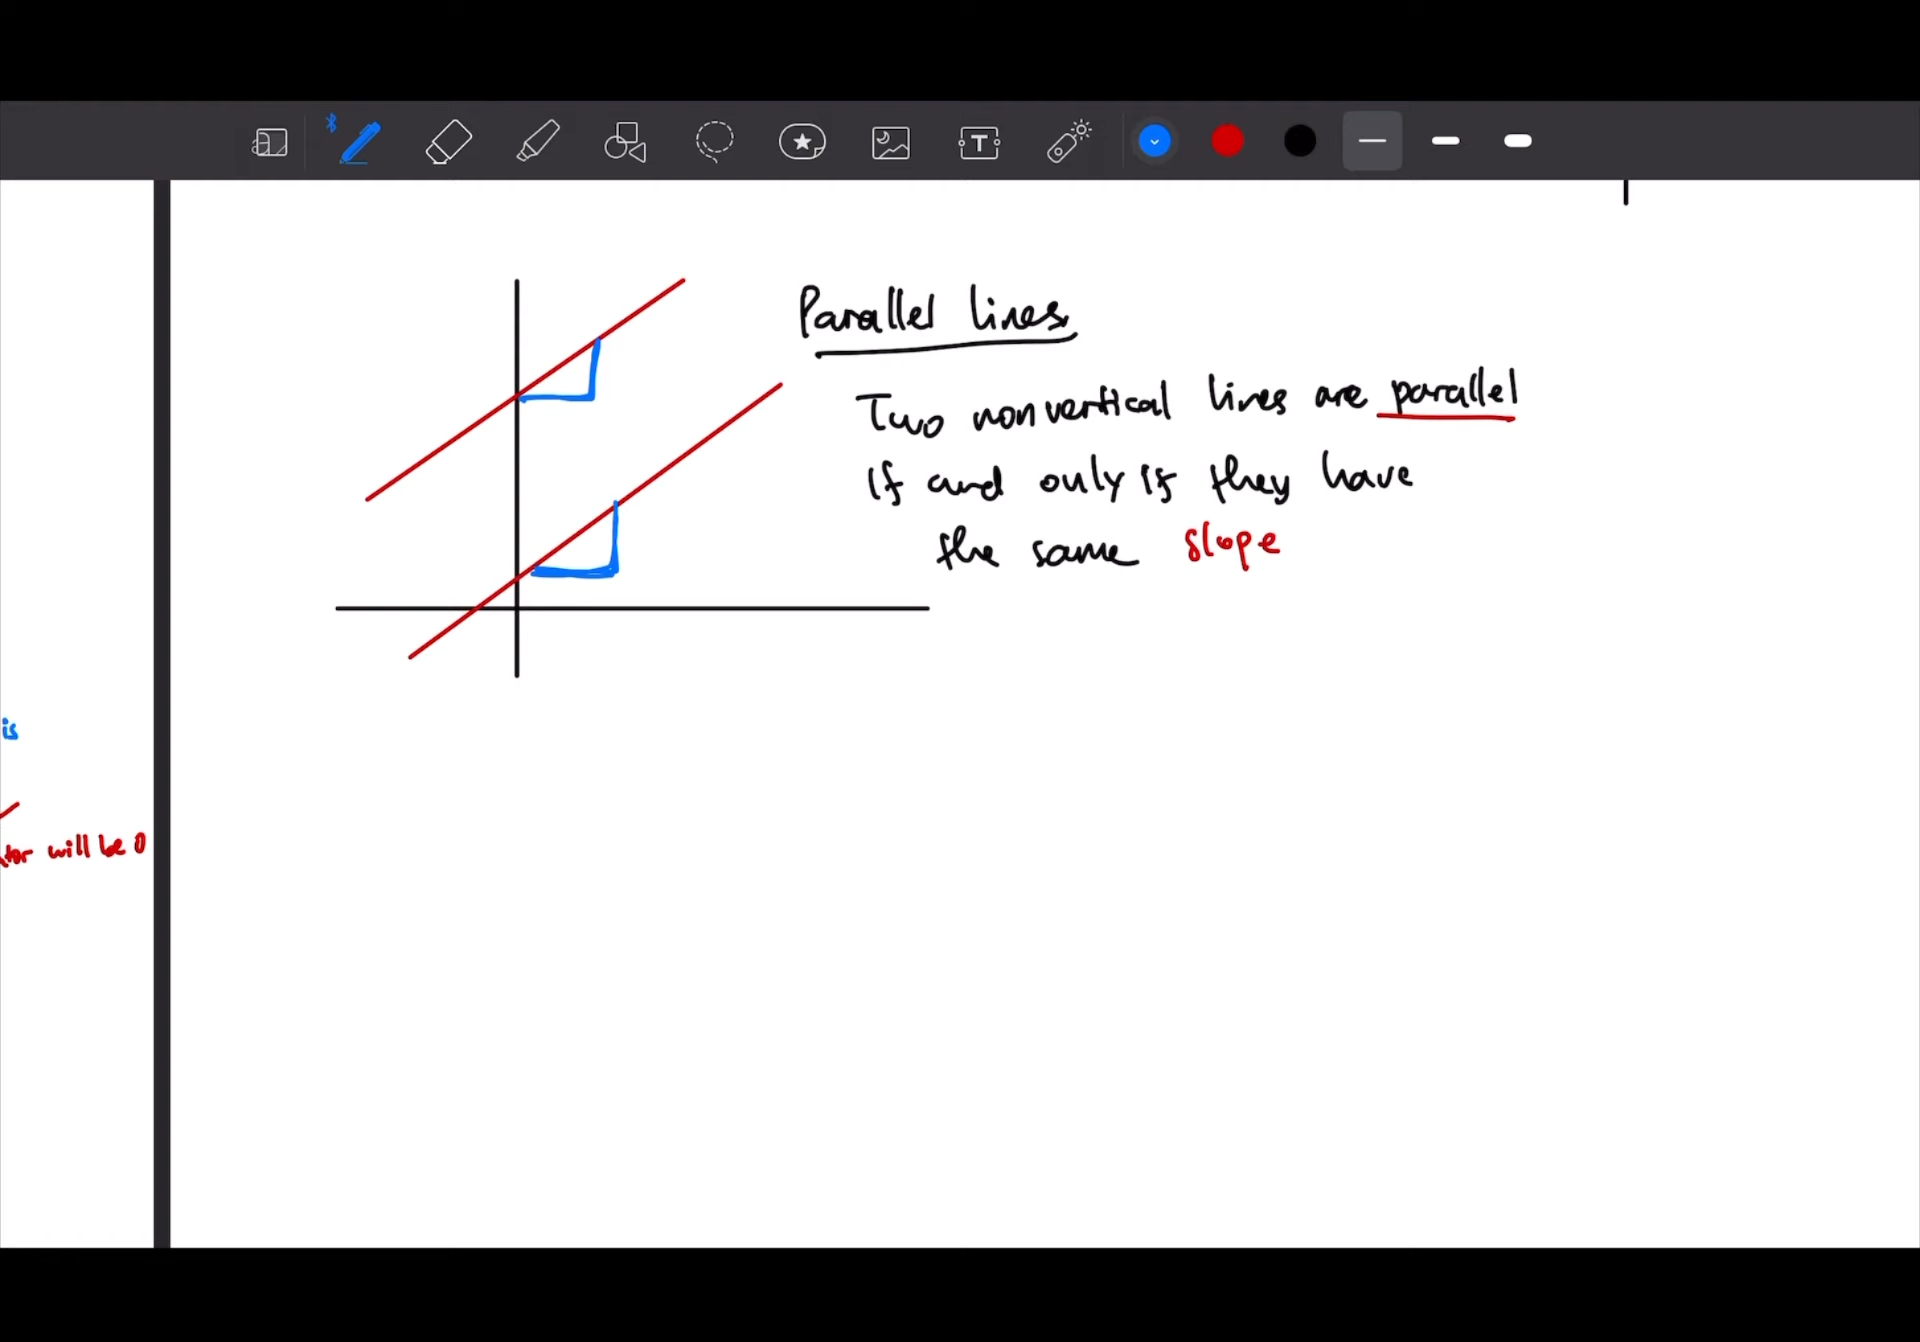 Parallel lines
Two nonvertical lines are parallel
if and only if they have
the same slope
is
will be 0